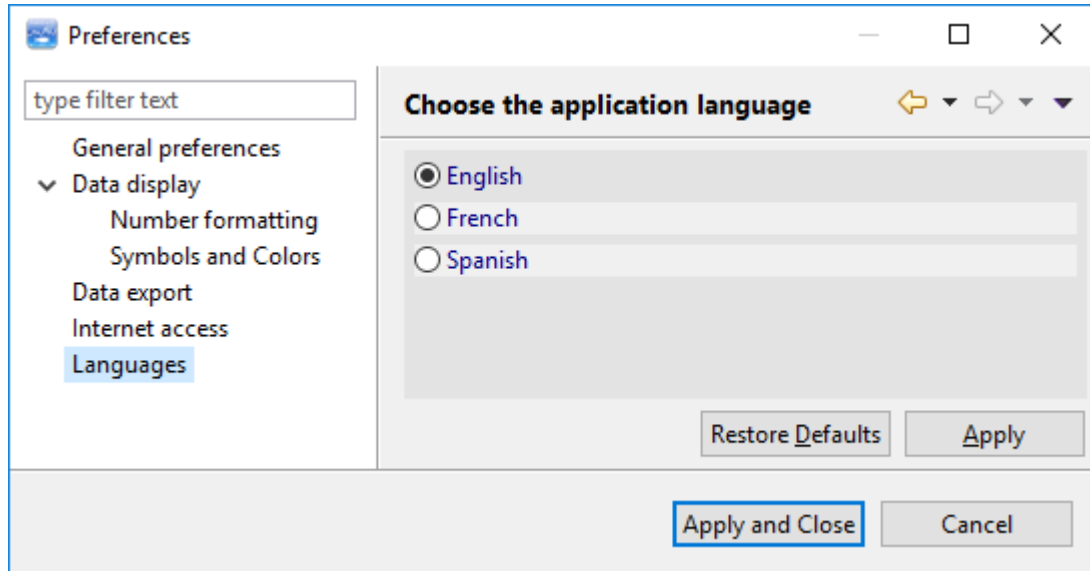 Preferences
type filter text
General preferences
Data display
Number formatting
Symbols and Colors
Data export
Internet access
Languages
Choose the application language
English
French
Spanish
Restore Defaults
Apply
Apply and Close
Cancel